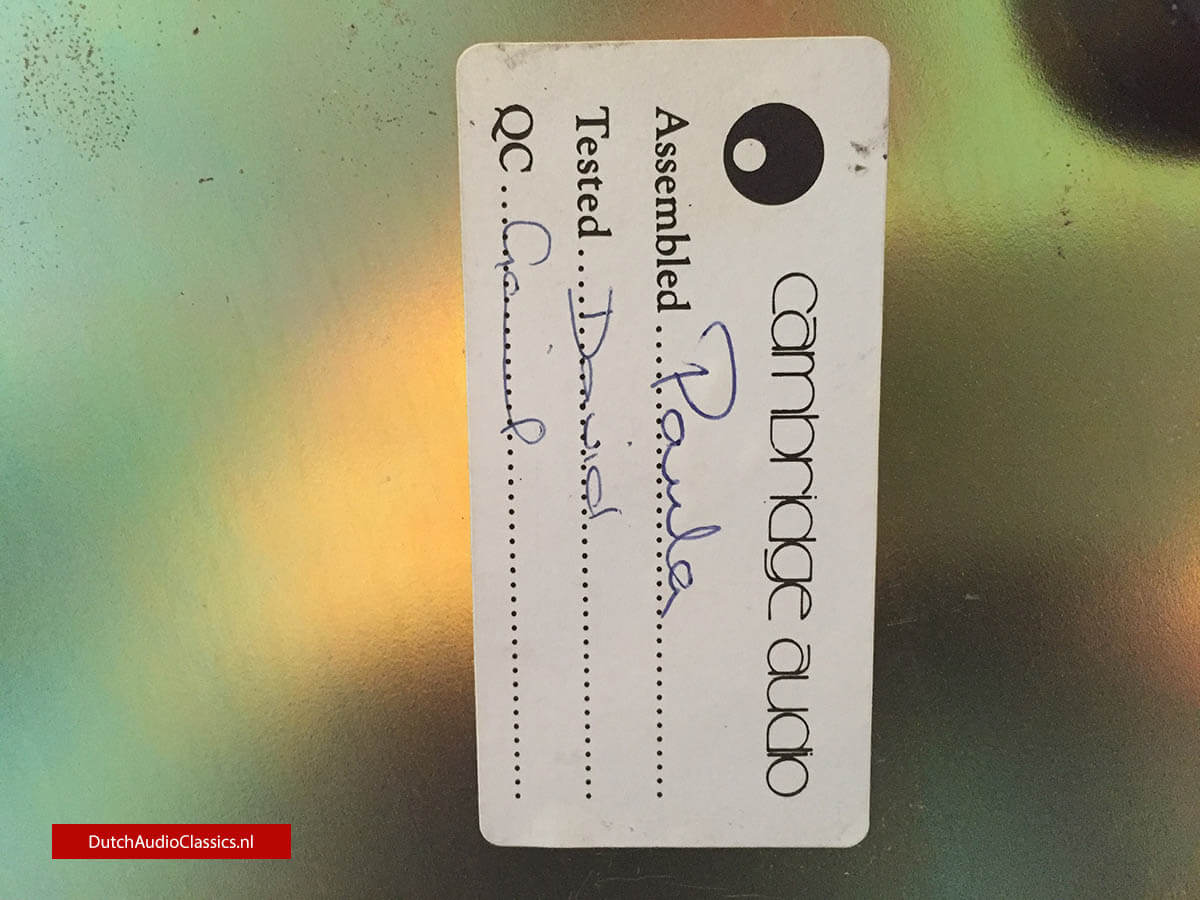 cambridge audio
Assembled ....Paula..............
Tested ....David....................
QC ..............................
DutchAudioClassics.nl